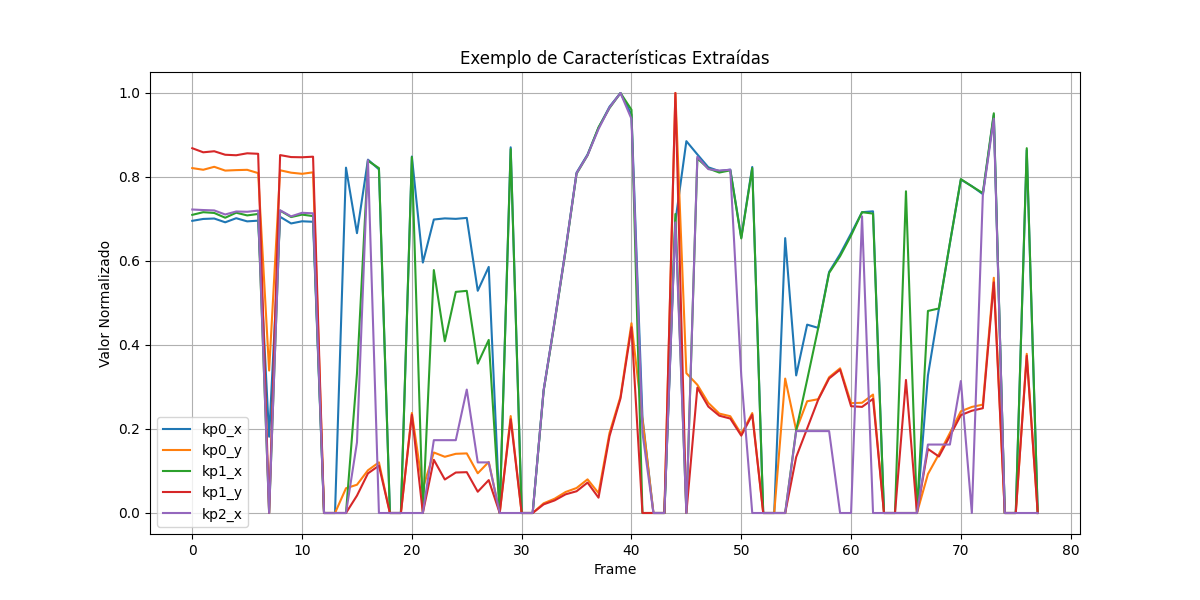 Exemplo de Características Extraídas
Valor Normalizado
1.0
0.8
0.6
0.4
0.2
0.0
kp0_x
kp0_y
kp1_x
kp1_y
kp2_x
0 10 20 30 40 50 60 70 80
Frame